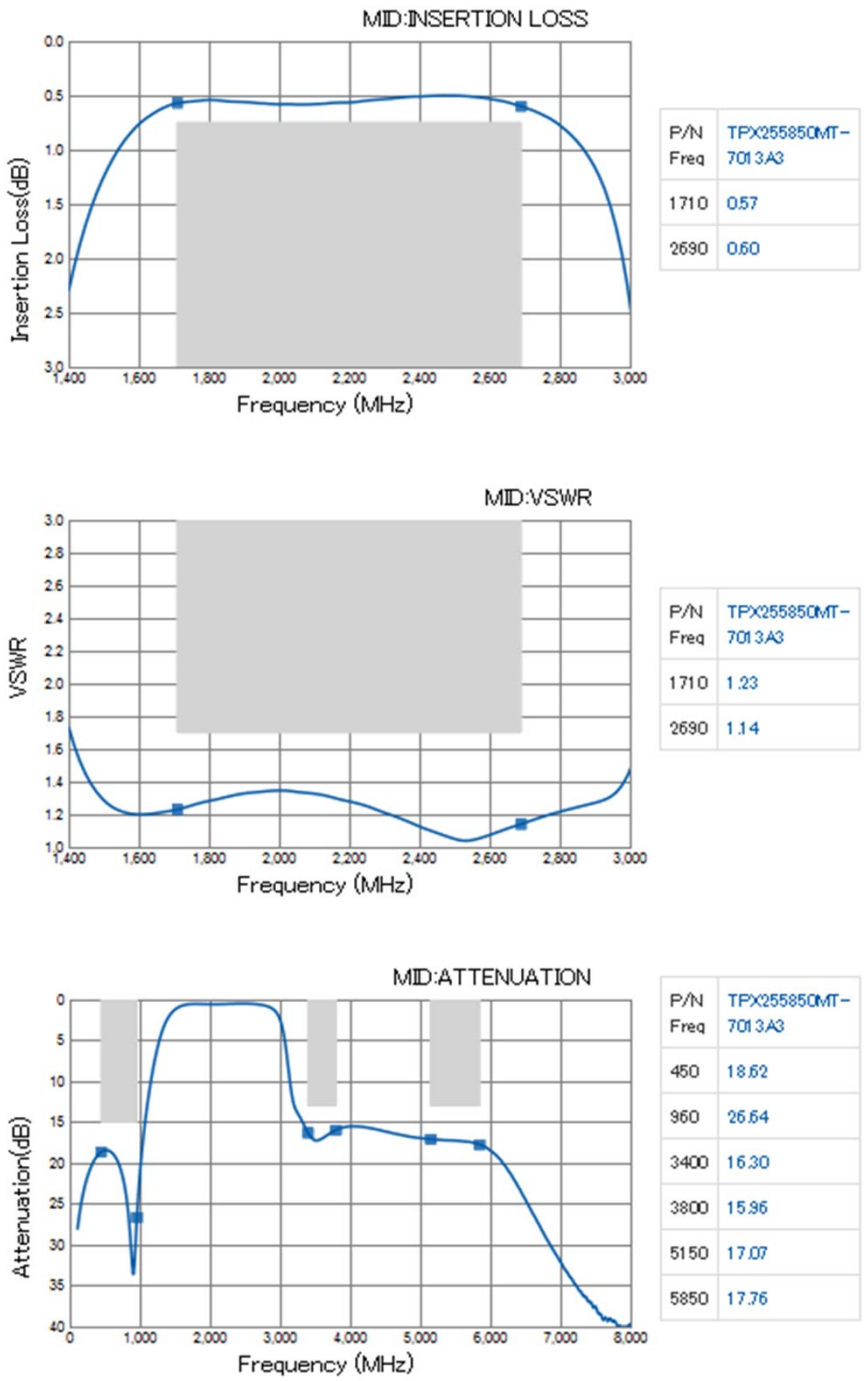 MID:INSERTION LOSS
0.0
0.5
1.0
1.5
2.0
2.5
3.0
Insertion Loss(dB)
1,400 1,600 1,800 2,000 2,200 2,400 2,600 2,800 3,000
Frequency (MHz)
P/N TPX255850MT-
Freq 7013A3
1710 0.57
2690 0.60
MID:VSWR
3.0
2.8
2.6
2.4
2.2
2.0
1.8
1.6
1.4
1.2
1.0
VSWR
1,400 1,600 1,800 2,000 2,200 2,400 2,600 2,800 3,000
Frequency (MHz)
P/N TPX255850MT-
Freq 7013A3
1710 1.23
2690 1.14
MID:ATTENUATION
0
5
10
15
20
25
30
35
40
Attenuation(dB)
0 1,000 2,000 3,000 4,000 5,000 6,000 7,000 8,000
Frequency (MHz)
P/N TPX255850MT-
Freq 7013A3
450 18.62
960 26.64
3400 16.30
3800 15.96
5150 17.07
5850 17.76